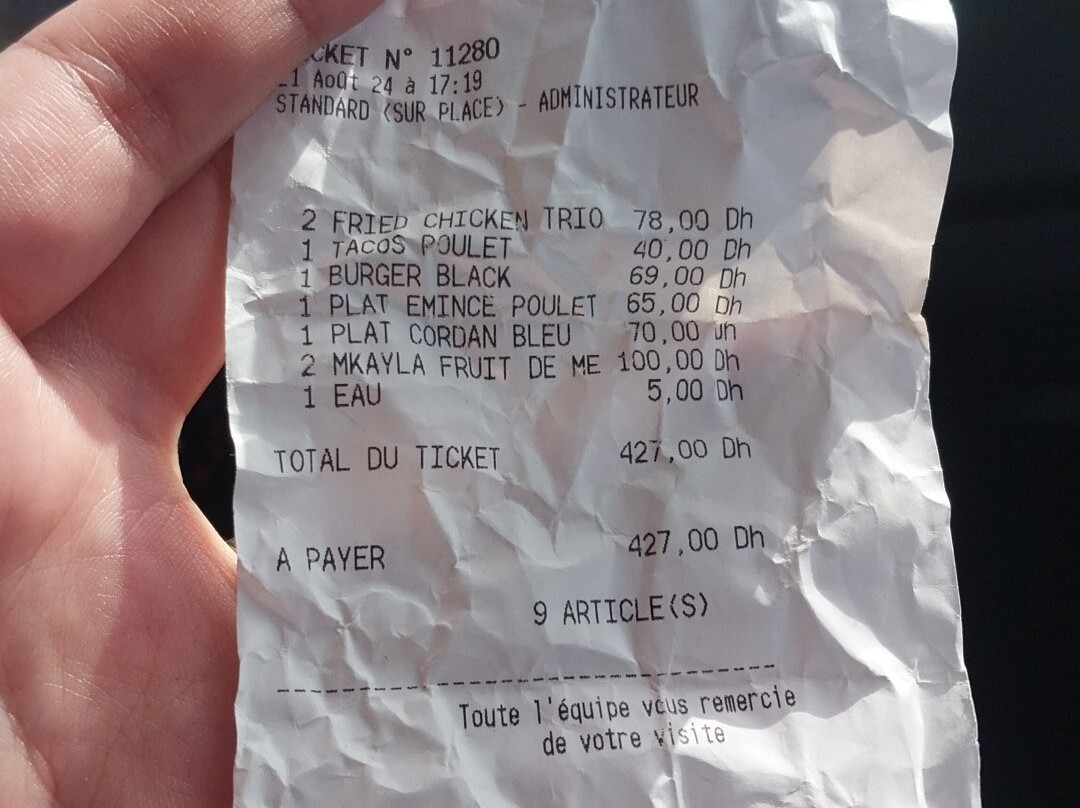 CKET N° 11280
1 Août 24 à 17:19
STANDARD (SUR PLACE) - ADMINISTRATEUR
2 FRIED CHICKEN TRIO 78,00 Dh
1 TACOS POULET 40,00 Dh
1 BURGER BLACK 69,00 Dh
1 PLAT EMINCE POULET 65,00 Dh
1 PLAT CORDAN BLEU 70,00 Dh
2 MKAYLA FRUIT DE ME 100,00 Dh
1 EAU 5,00 Dh
TOTAL DU TICKET 427,00 Dh
A PAYER 427,00 Dh
9 ARTICLE(S)
--------------------------------------
Toute l'équipe vous remercie
de votre visite